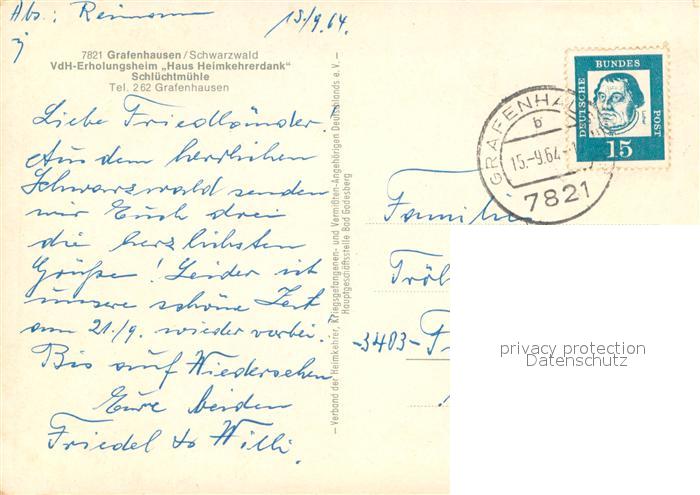 Abs.: Reimann 15/9.64.
7821 Grafenhausen / Schwarzwald
VdH-Erholungsheim „Haus Heimkehrerdank"
Schlüchtmühle
Tel. 262 Grafenhausen
Liebe Friedländer!
Aus dem herrlichen
Schwarzwald senden
wir Euch drei
die herzlichsten
Grüße! Leider ist
unsere schöne Zeit
am 21./9. wieder vorbei.
Bis auf Wiedersehen
Eure beiden
Friedel & Willi.
— Verband der Heimkehrer, Kriegsgefangenen- und Vermißten-Angehörigen Deutschlands e. V. —
Hauptgeschäftsstelle Bad Godesberg
GRAFENHAU
b
15.-9.64
7821
DEUTSCHE
BUNDES
POST
15
Familie
Tröl
-3403-
privacy protection
Datenschutz